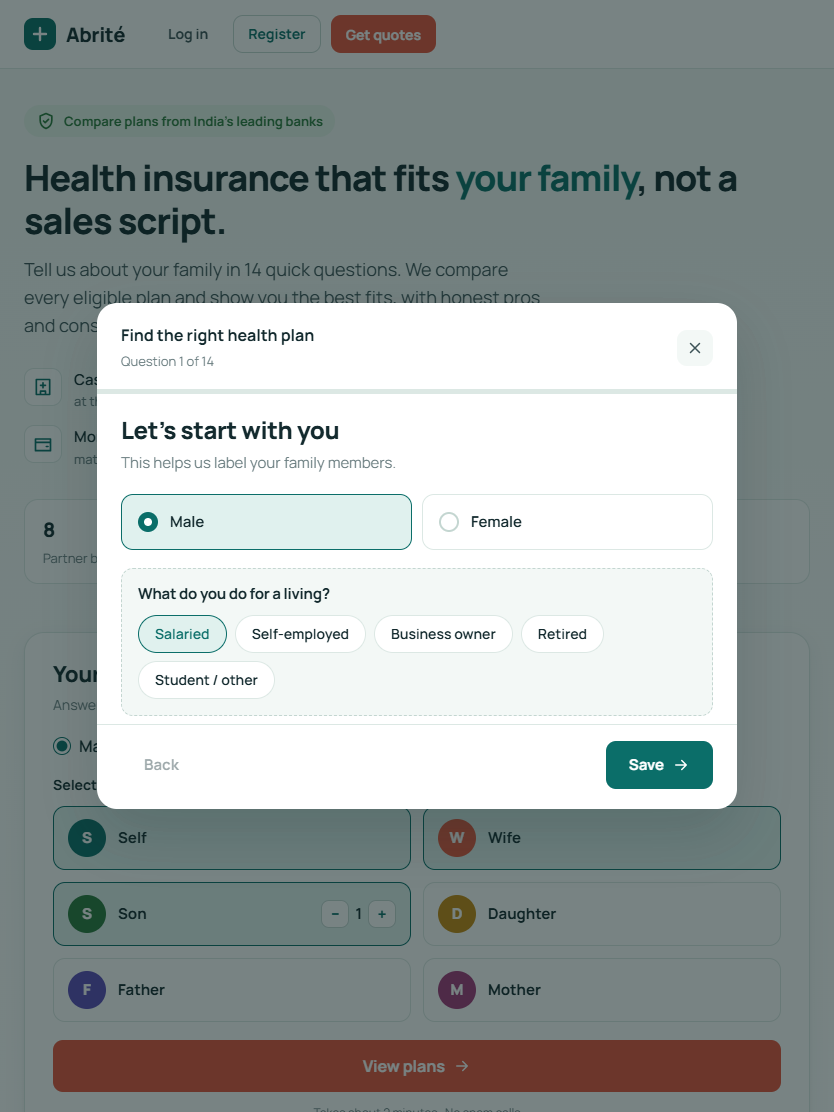 Abrité
Log in
Register
Get quotes
Compare plans from India's leading banks
Health insurance that fits your family, not a
sales script.
Tell us about your family in 14 quick questions. We compare
every eligible plan and show you the best fits, with honest pros
and cons
Find the right health plan
Question 1 of 14
Let's start with you
This helps us label your family members.
Male
Female
What do you do for a living?
Salaried
Self-employed
Business owner
Retired
Student / other
Back
Save
8
Partner b
Your
Answe
Select
S
Self
W
Wife
S
Son
− 1 +
D
Daughter
F
Father
M
Mother
View plans